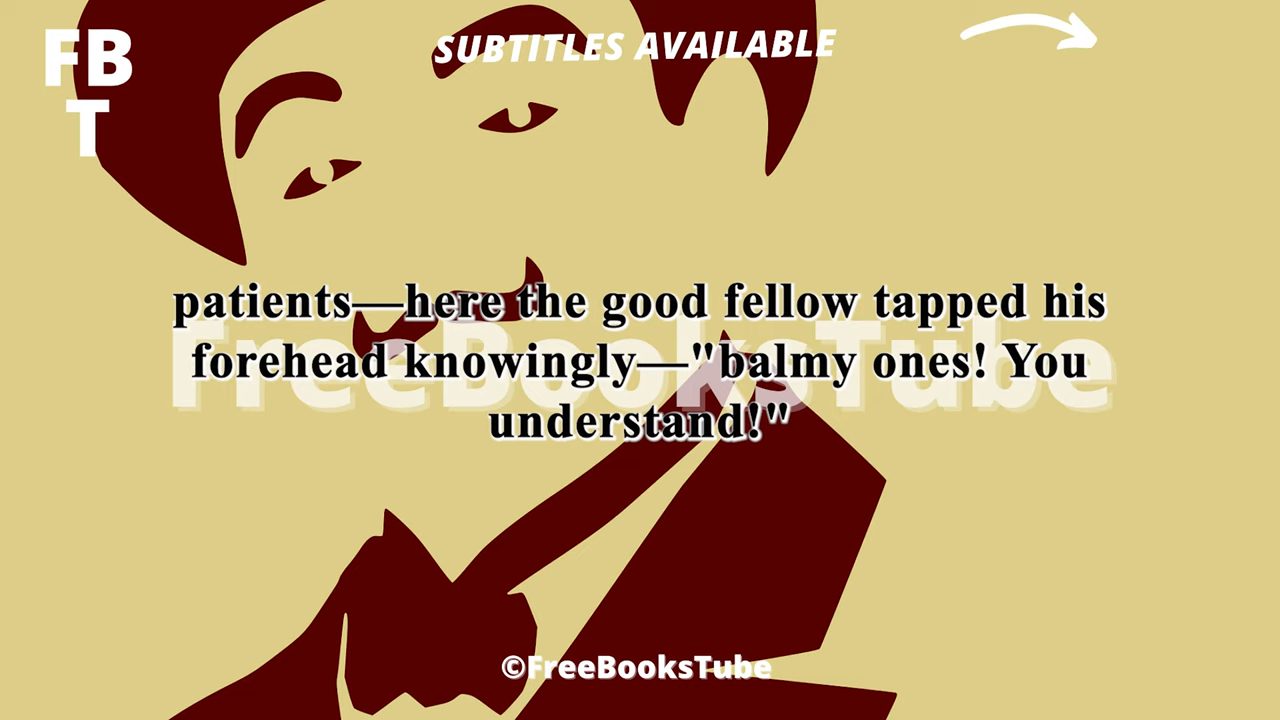 FB
T
SUBTITLES AVAILABLE
patients—here the good fellow tapped his
forehead knowingly—"balmy ones! You
understand!"
FreeBooksTube
©FreeBooksTube